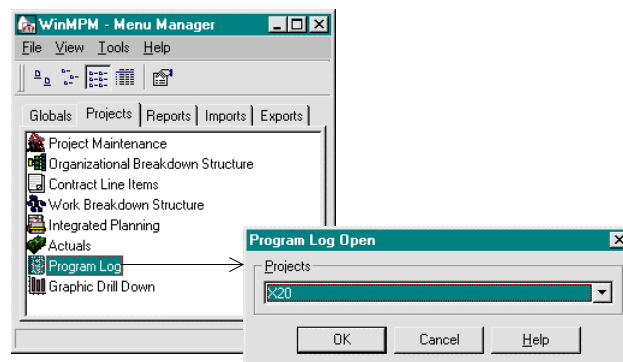 WinMPM - Menu Manager
File View Tools Help
Globals Projects Reports Imports Exports
Project Maintenance
Organizational Breakdown Structure
Contract Line Items
Work Breakdown Structure
Integrated Planning
Actuals
Program Log
Graphic Drill Down
Program Log Open
Projects
X20
OK Cancel Help